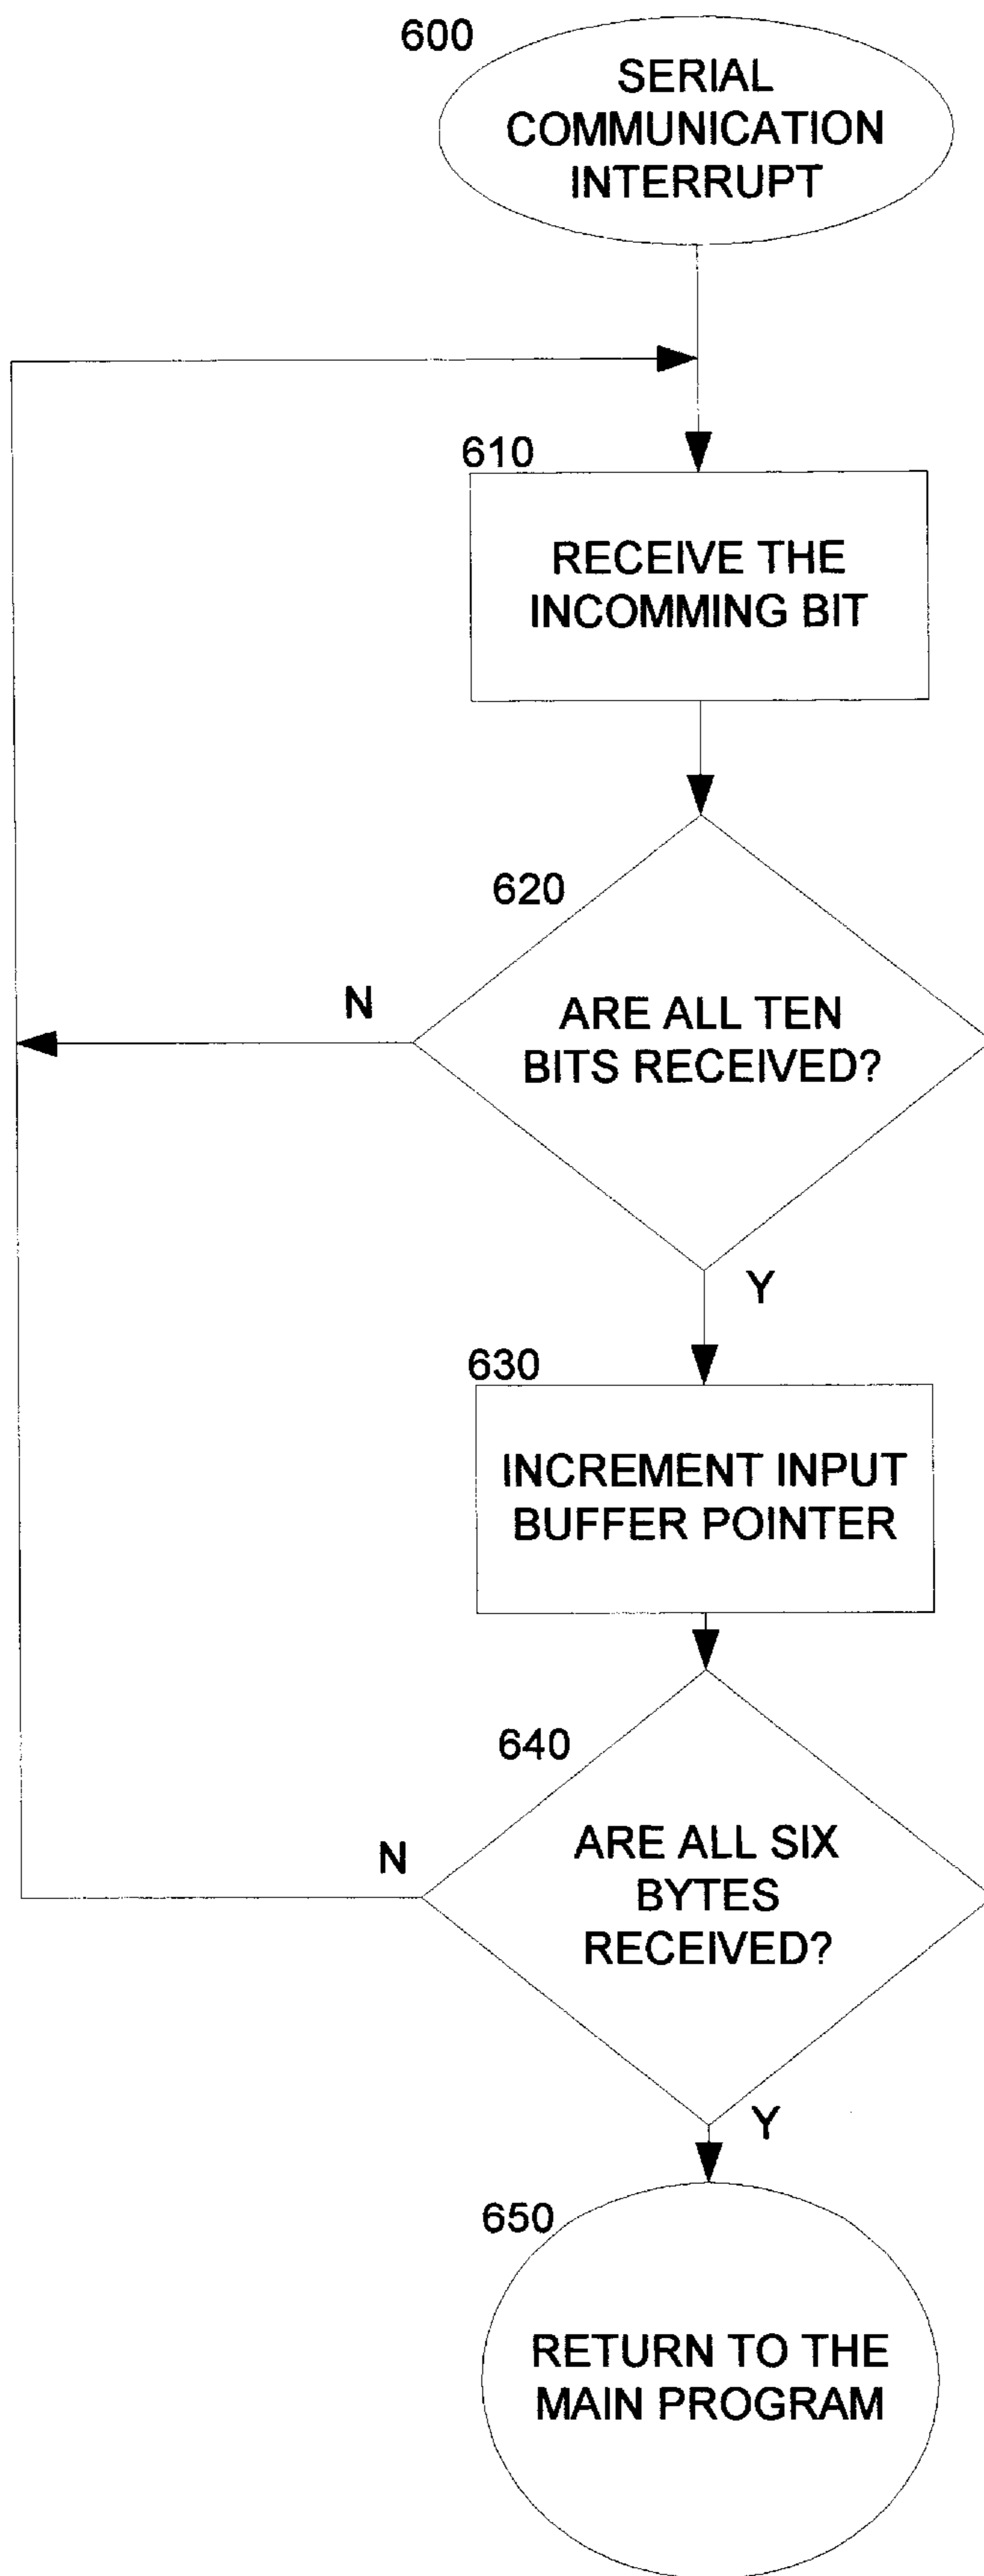 600
SERIAL
COMMUNICATION
INTERRUPT
610
RECEIVE THE
INCOMMING BIT
620
N
ARE ALL TEN
BITS RECEIVED?
Y
630
INCREMENT INPUT
BUFFER POINTER
640
N
ARE ALL SIX
BYTES
RECEIVED?
Y
650
RETURN TO THE
MAIN PROGRAM